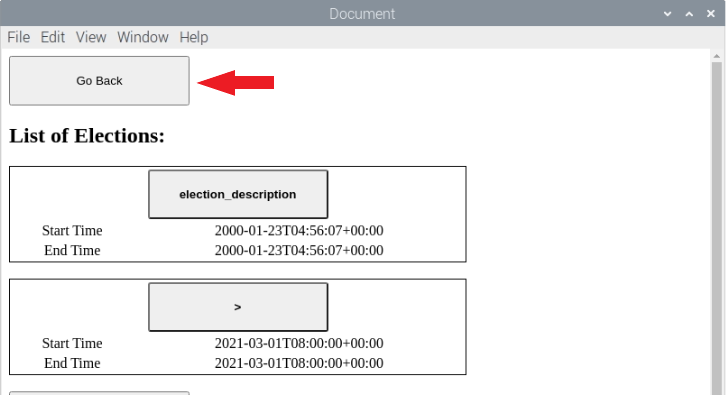 Document
File Edit View Window Help
Go Back
List of Elections:
election_description
Start Time 2000-01-23T04:56:07+00:00
End Time 2000-01-23T04:56:07+00:00
>
Start Time 2021-03-01T08:00:00+00:00
End Time 2021-03-01T08:00:00+00:00